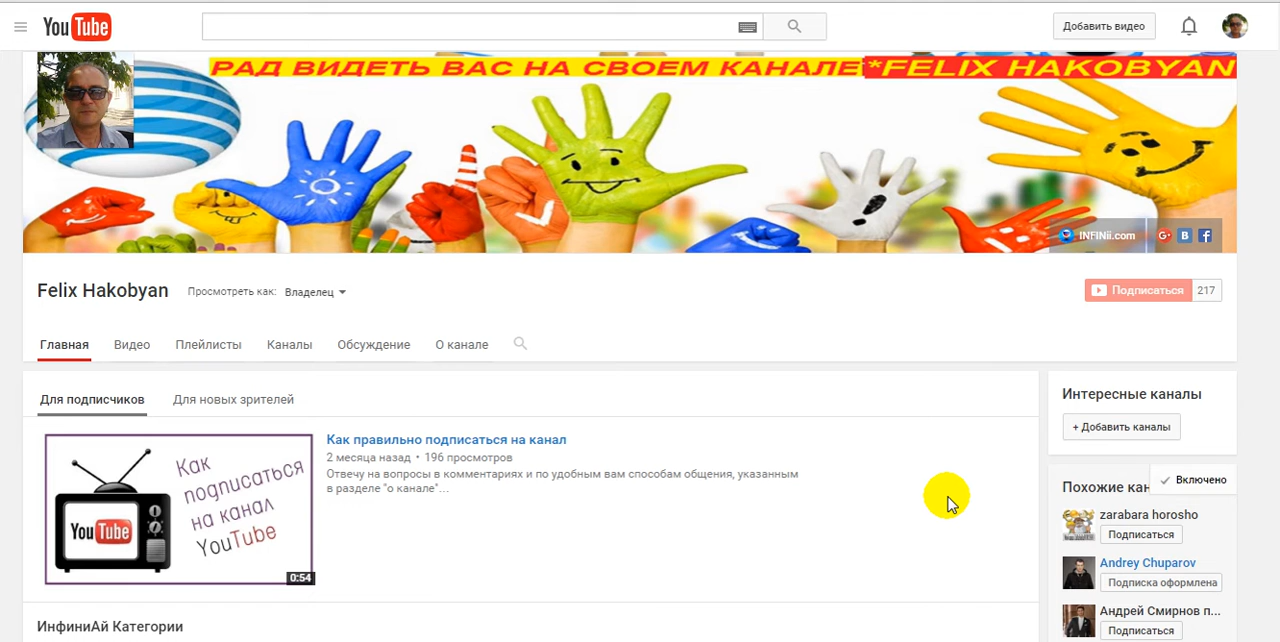 YouTube
Добавить видео
РАД ВИДЕТЬ ВАС НА СВОЕМ КАНАЛЕ!*FELIX HAKOBYAN
INFINii.com
G+ B f
Felix Hakobyan
Просмотреть как: Владелец
Подписаться 217
Главная Видео Плейлисты Каналы Обсуждение О канале
Для подписчиков Для новых зрителей
Как
подписаться
на канал
YouTube
YouTube
0:54
Как правильно подписаться на канал
2 месяца назад • 196 просмотров
Отвечу на вопросы в комментариях и по удобным вам способам общения, указанным
в разделе "о канале"...
ИнфиниАй Категории
Интересные каналы
+ Добавить каналы
Похожие кан
Включено
zarabara horosho
Подписаться
Andrey Chuparov
Подписка оформлена
Андрей Смирнов п...
Подписаться